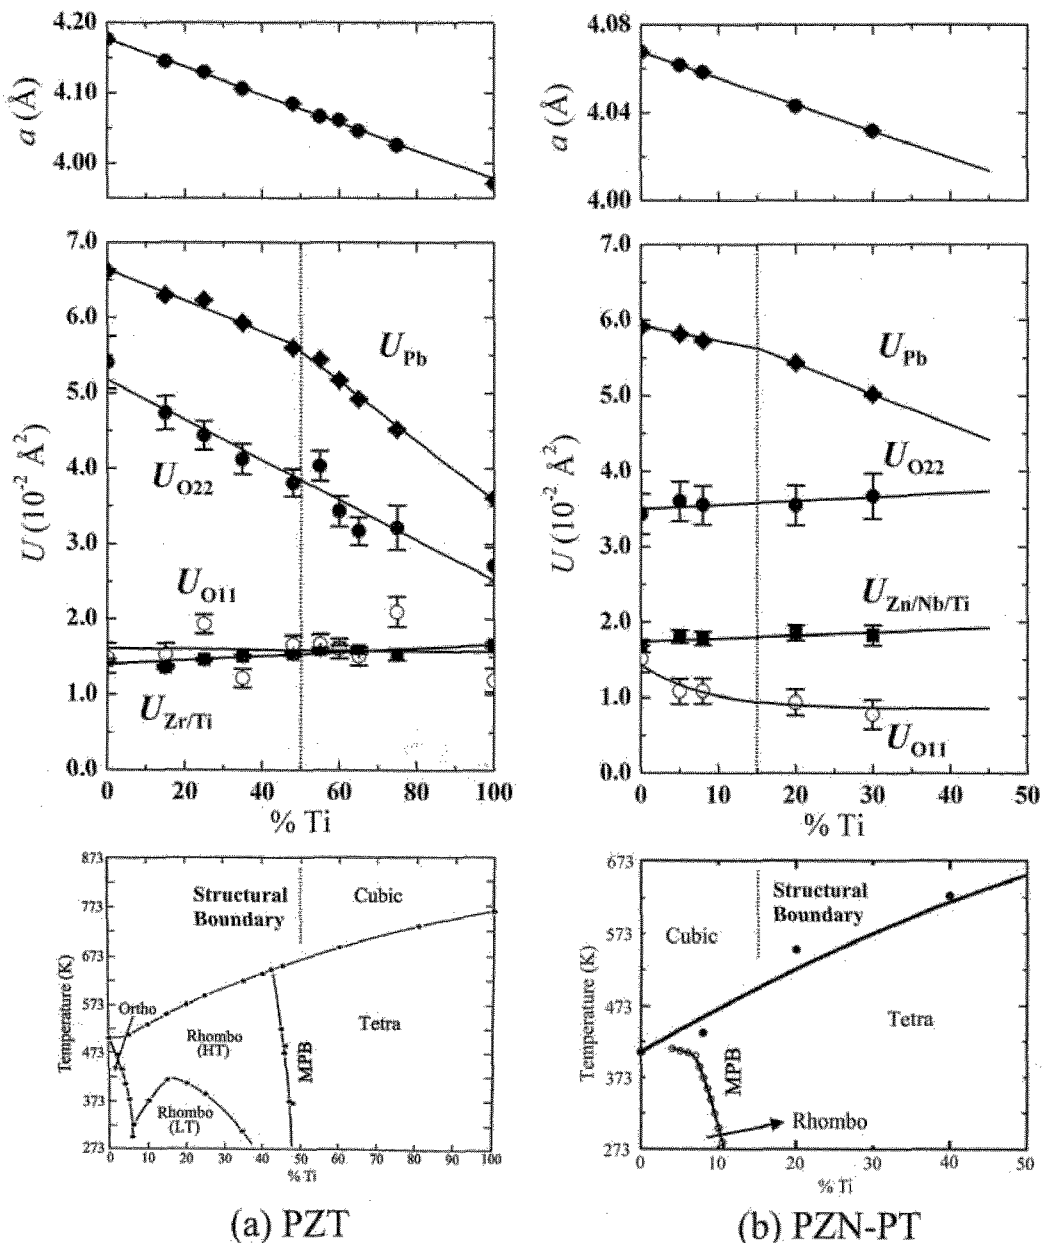 4.20
4.10
4.00
a (Å)
4.08
4.04
4.00
a (Å)
7.0
6.0
5.0
4.0
3.0
2.0
1.0
0.0
U (10⁻² Å²)
U_Pb
U_O22
U_O11
U_Zr/Ti
0 20 40 60 80 100
% Ti
7.0
6.0
5.0
4.0
3.0
2.0
1.0
0.0
U (10⁻² Å²)
U_Pb
U_O22
U_Zn/Nb/Ti
U_O11
0 10 20 30 40 50
% Ti
873
773
673
573
473
373
273
Temperature (K)
Structural
Boundary
Cubic
Ortho
Rhombo
(HT)
Tetra
MPB
Rhombo
(LT)
0 10 20 30 40 50 60 70 80 90 100
% Ti
673
573
473
373
273
Temperature (K)
Structural
Boundary
Cubic
Tetra
MPB
Rhombo
0 10 20 30 40 50
% Ti
(a) PZT
(b) PZN-PT